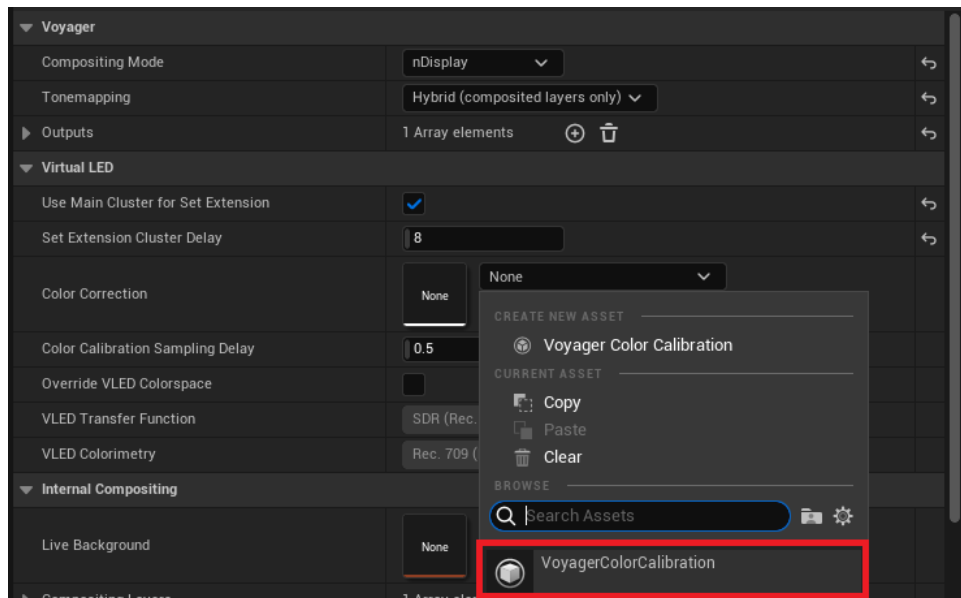 Voyager
Compositing Mode nDisplay
Tonemapping Hybrid (composited layers only)
Outputs 1 Array elements
Virtual LED
Use Main Cluster for Set Extension
Set Extension Cluster Delay 8
None
Color Correction None
CREATE NEW ASSET
Voyager Color Calibration
Color Calibration Sampling Delay 0.5
CURRENT ASSET
Override VLED Colorspace
Copy
VLED Transfer Function SDR (Rec.
Paste
VLED Colorimetry Rec. 709 (
Clear
Internal Compositing
BROWSE
Search Assets
Live Background None
VoyagerColorCalibration
1 Array